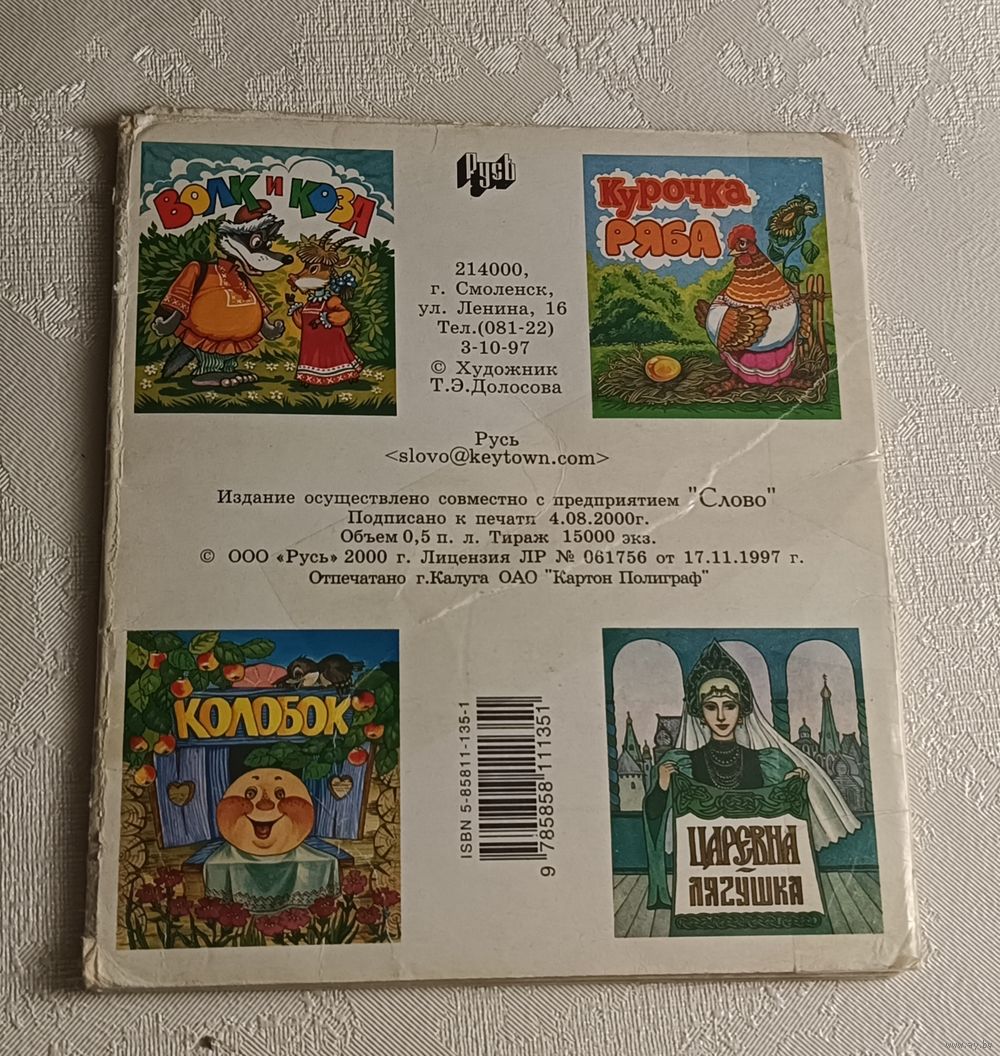 ВОЛК И КОЗА
Русь
КУРОЧКА
РЯБА
214000,
г. Смоленск,
ул. Ленина, 16
Тел.(081-22)
3-10-97
© Художник
Т.Э.Долосова
Русь
<slovo@keytown.com>
Издание осуществлено совместно с предприятием "Слово"
Подписано к печати 4.08.2000г.
Объем 0,5 п. л. Тираж 15000 экз.
© ООО «Русь» 2000 г. Лицензия ЛР № 061756 от 17.11.1997 г.
Отпечатано г.Калуга ОАО "Картон Полиграф"
КОЛОБОК
ISBN 5-85811-135-1
9 785858 111351
ЦАРЕВНА
ЛЯГУШКА
www.ay.by